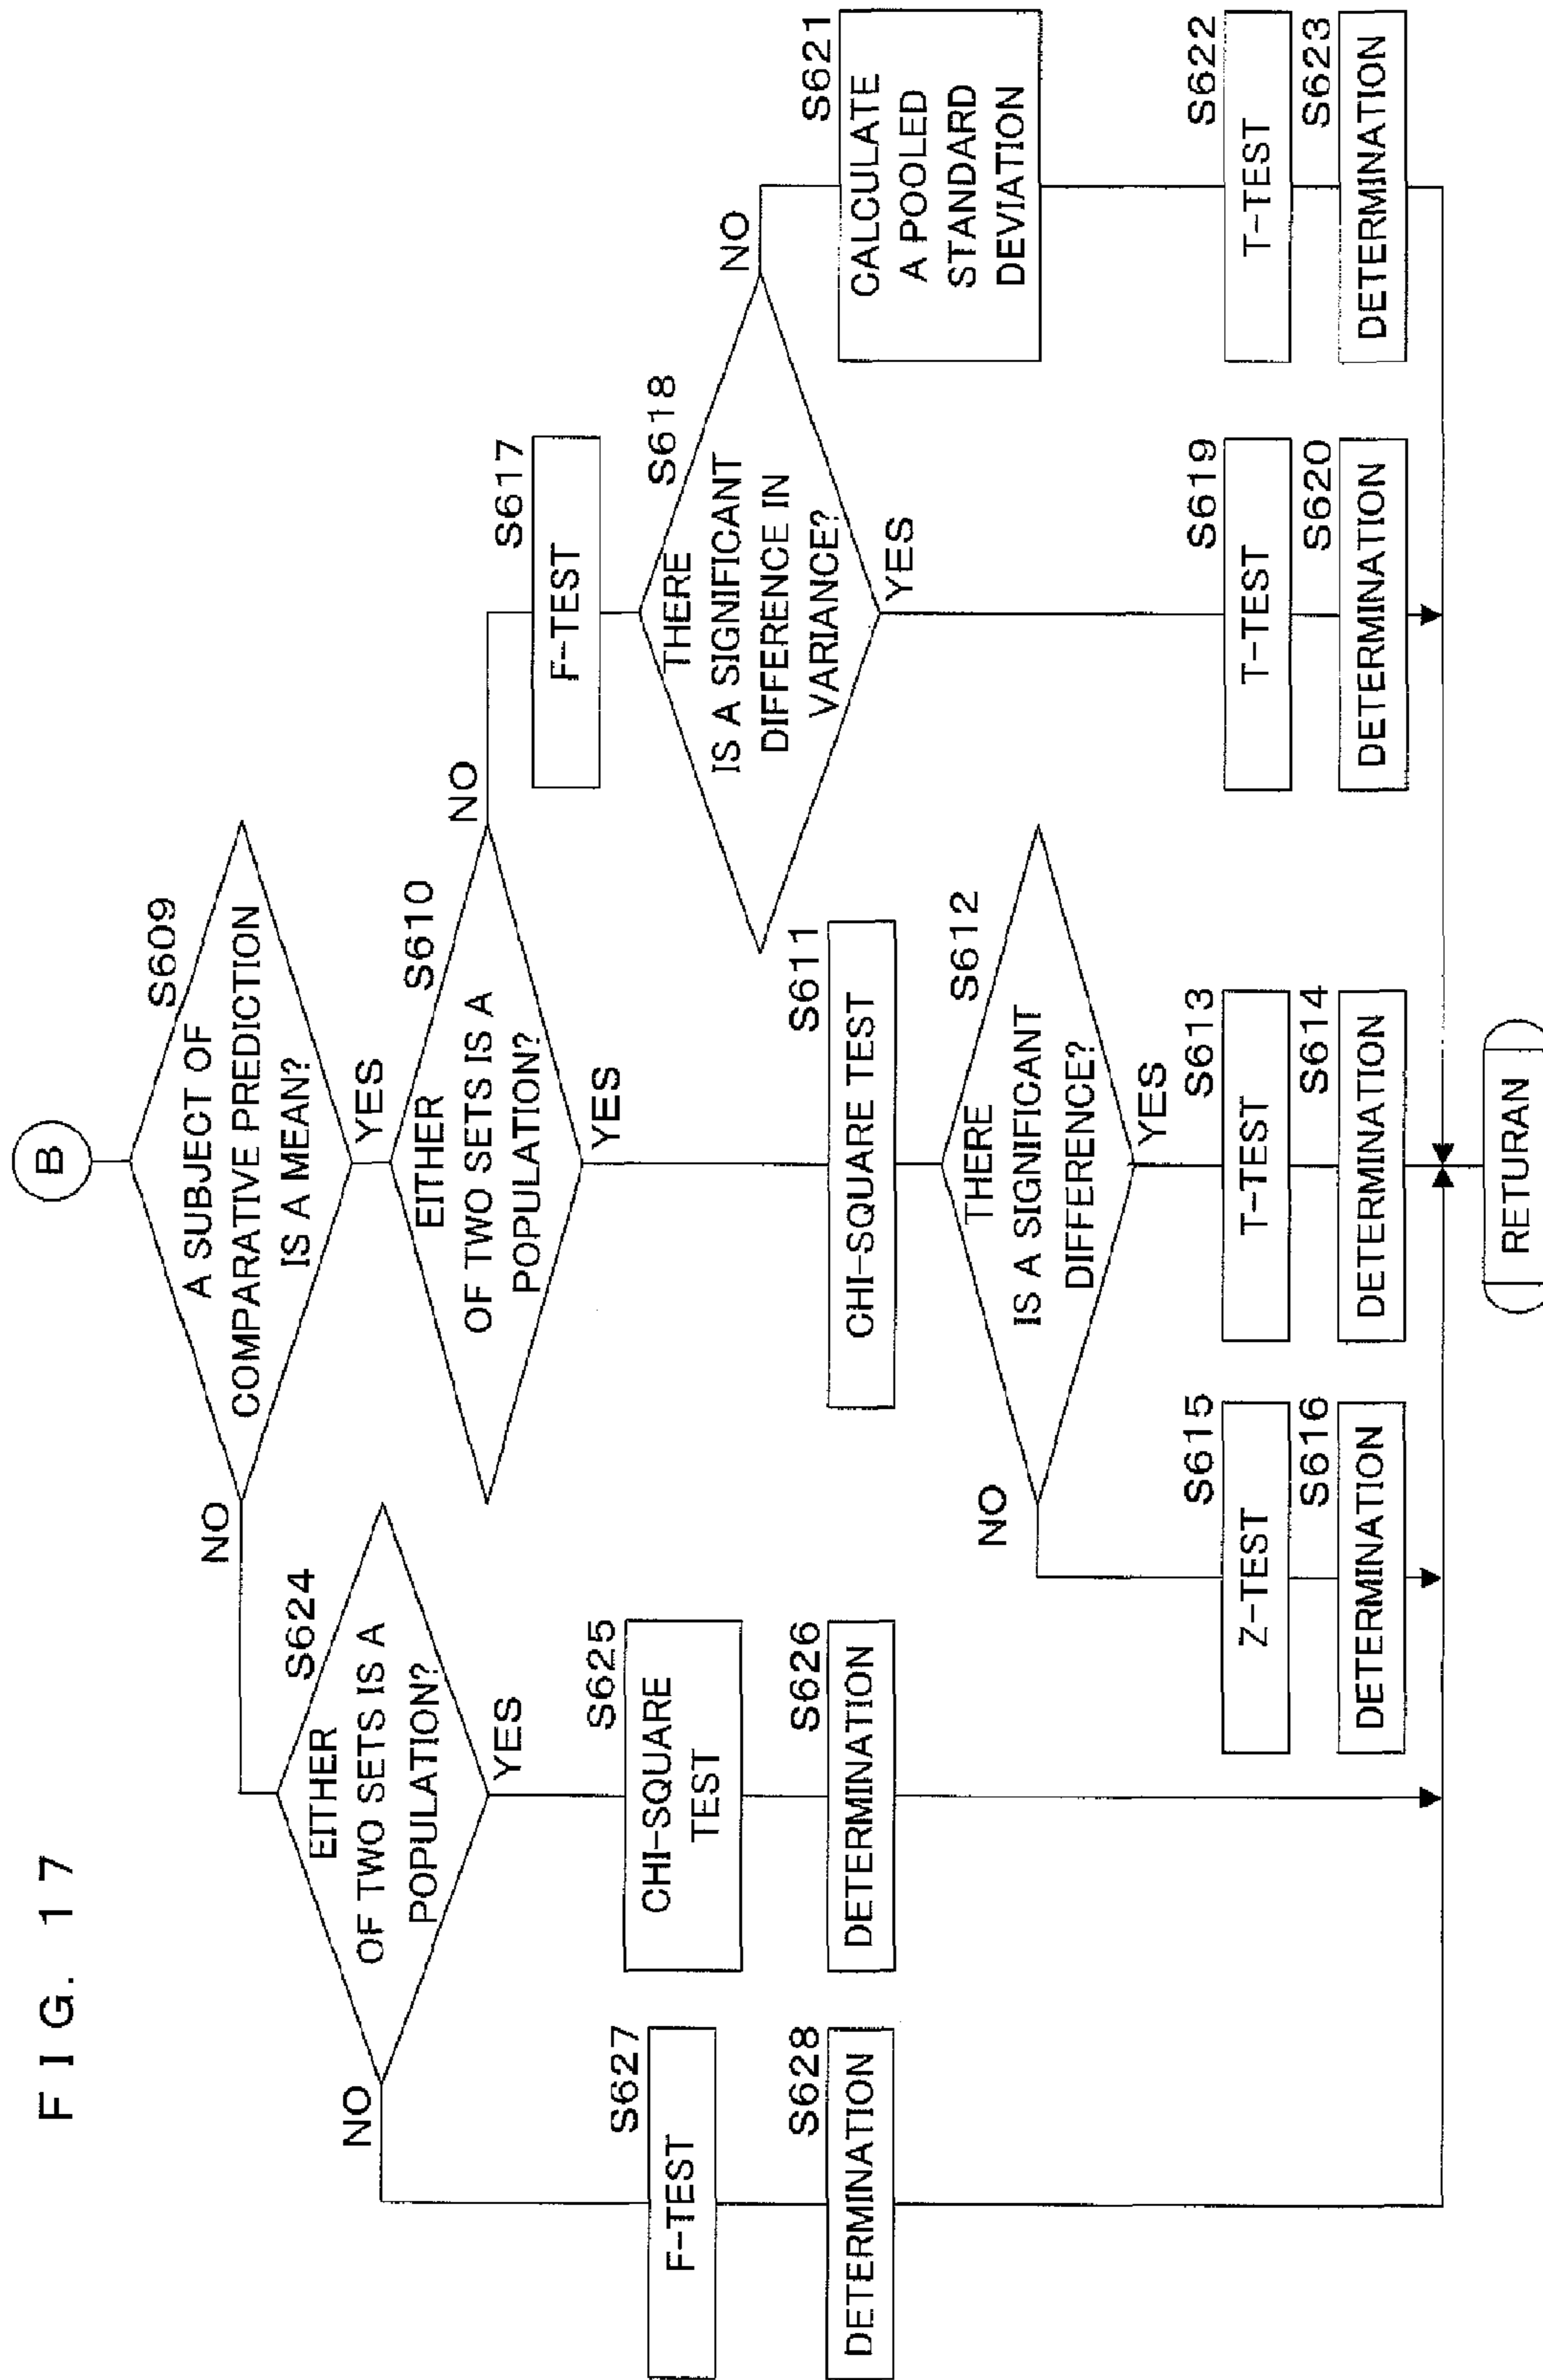 FIG. 17
B
S609
A SUBJECT OF
COMPARATIVE PREDICTION
IS A MEAN?
NO
YES
S624
EITHER
OF TWO SETS IS A
POPULATION?
NO
YES
S610
EITHER
OF TWO SETS IS A
POPULATION?
NO
YES
S627
F-TEST
S628
DETERMINATION
S625
CHI-SQUARE
TEST
S626
DETERMINATION
S611
CHI-SQUARE TEST
S612
THERE
IS A SIGNIFICANT
DIFFERENCE?
NO
YES
S615
Z-TEST
S616
DETERMINATION
S613
T-TEST
S614
DETERMINATION
S617
F-TEST
S618
THERE
IS A SIGNIFICANT
DIFFERENCE IN
VARIANCE?
NO
YES
S619
T-TEST
S620
DETERMINATION
S621
CALCULATE
A POOLED
STANDARD
DEVIATION
S622
T-TEST
S623
DETERMINATION
RETURAN